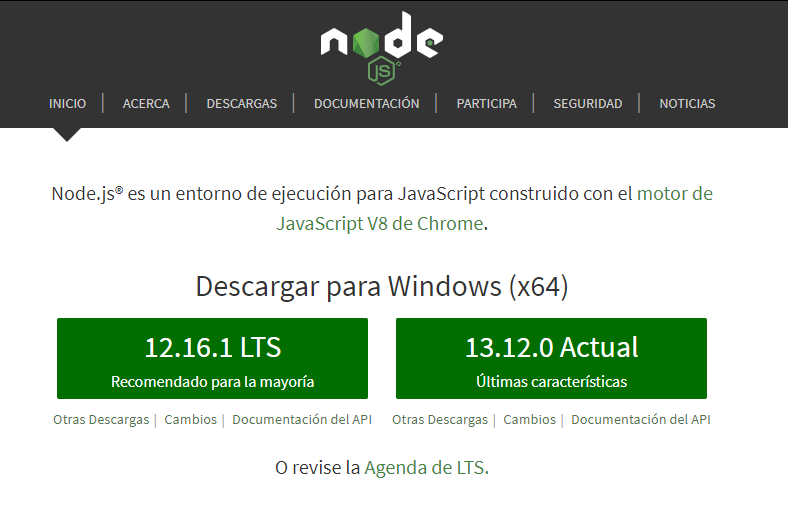 node
JS
INICIO | ACERCA | DESCARGAS | DOCUMENTACIÓN | PARTICIPA | SEGURIDAD | NOTICIAS
Node.js® es un entorno de ejecución para JavaScript construido con el motor de
JavaScript V8 de Chrome.
Descargar para Windows (x64)
12.16.1 LTS
Recomendado para la mayoría
13.12.0 Actual
Últimas características
Otras Descargas | Cambios | Documentación del API
Otras Descargas | Cambios | Documentación del API
O revise la Agenda de LTS.